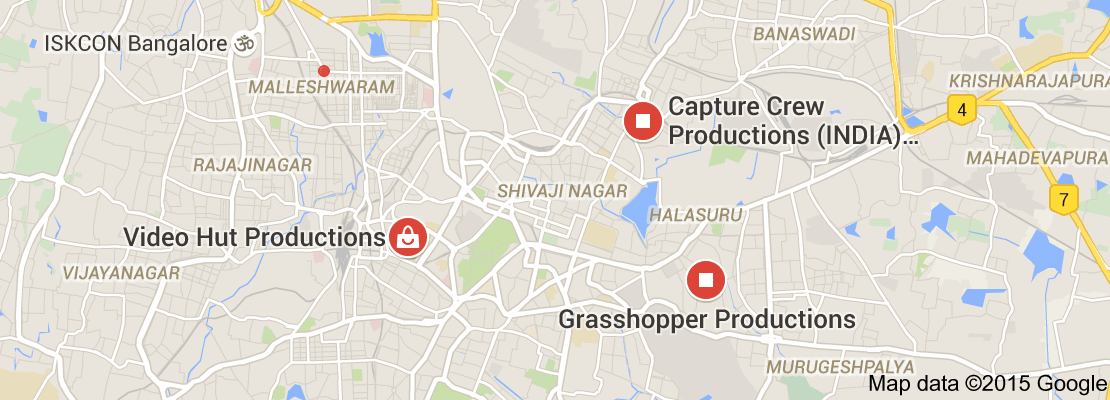 ISKCON Bangalore
ॐ
BANASWADI
MALLESHWARAM
KRISHNARAJAPURA
4
Capture Crew
Productions (INDIA)...
RAJAJINAGAR
MAHADEVAPURA
SHIVAJI NAGAR
7
HALASURU
Video Hut Productions
VIJAYANAGAR
Grasshopper Productions
MURUGESHPALYA
Map data ©2015 Google